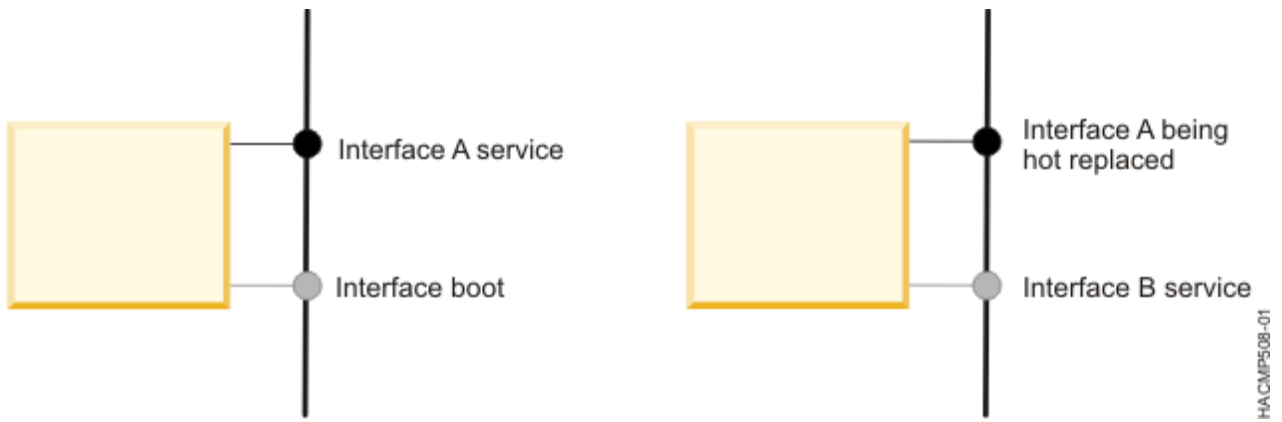 Interface A service
Interface boot
Interface A being
hot replaced
Interface B service
HACMP508-01